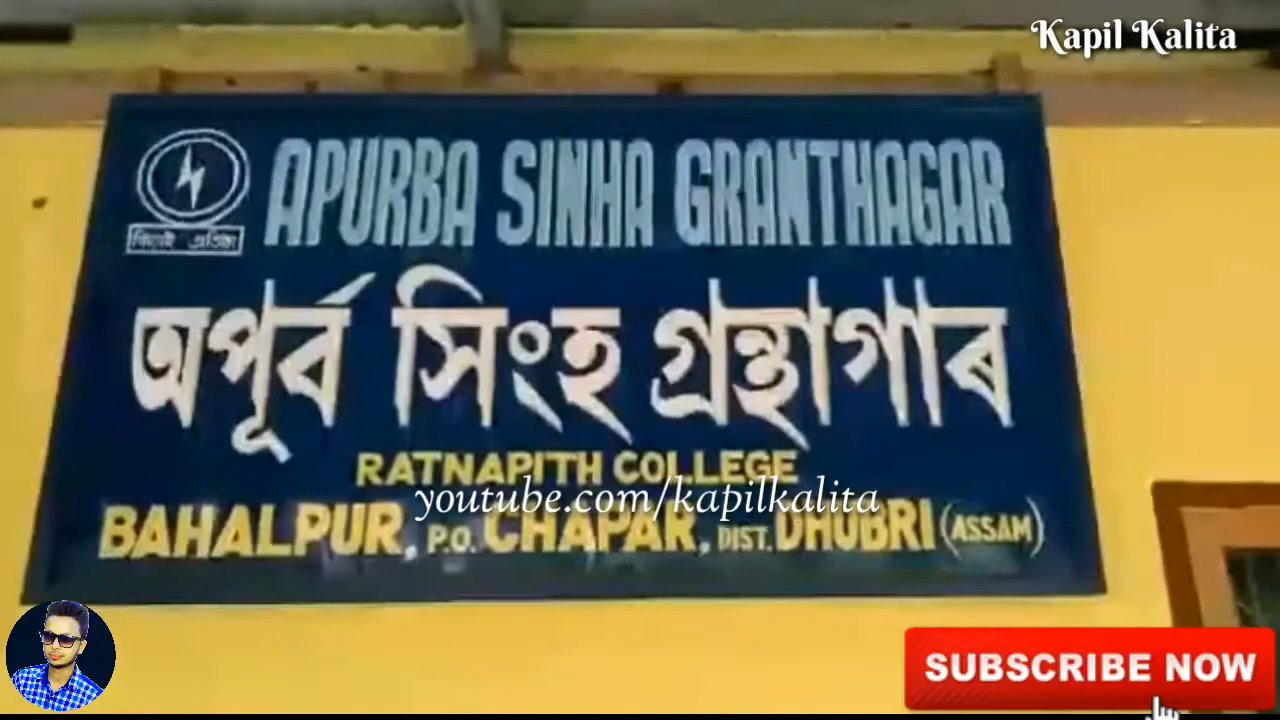 Kapil Kalita
APURBA SINHA GRANTHAGAR
অপূৰ্ব সিংহ গ্ৰন্থাগাৰ
RATNAPITH COLLEGE
youtube.com/kapilkalita
BAHALPUR, P.O. CHAPAR, DIST. DHUBRI (ASSAM)
SUBSCRIBE NOW